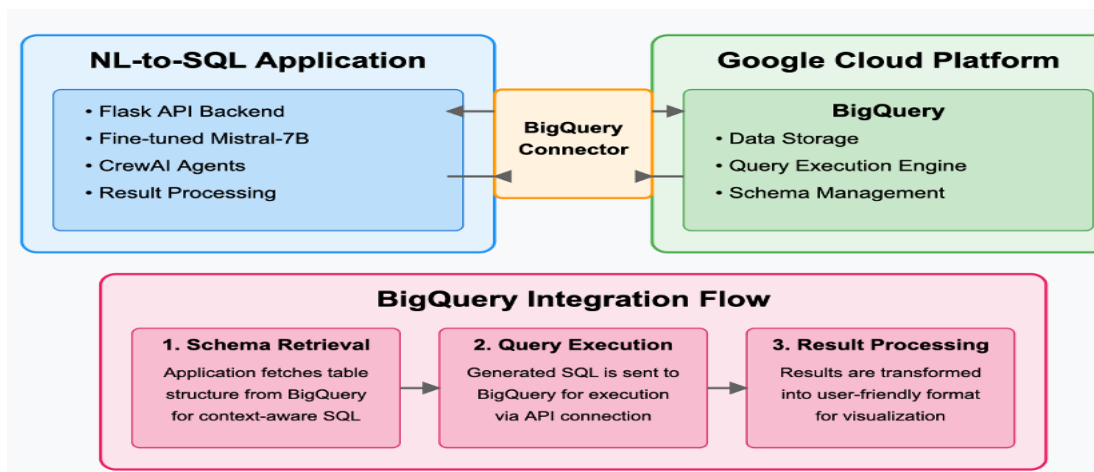 NL-to-SQL Application
• Flask API Backend
• Fine-tuned Mistral-7B
• CrewAI Agents
• Result Processing
BigQuery
Connector
Google Cloud Platform
BigQuery
• Data Storage
• Query Execution Engine
• Schema Management
BigQuery Integration Flow
1. Schema Retrieval
Application fetches table
structure from BigQuery
for context-aware SQL
2. Query Execution
Generated SQL is sent to
BigQuery for execution
via API connection
3. Result Processing
Results are transformed
into user-friendly format
for visualization